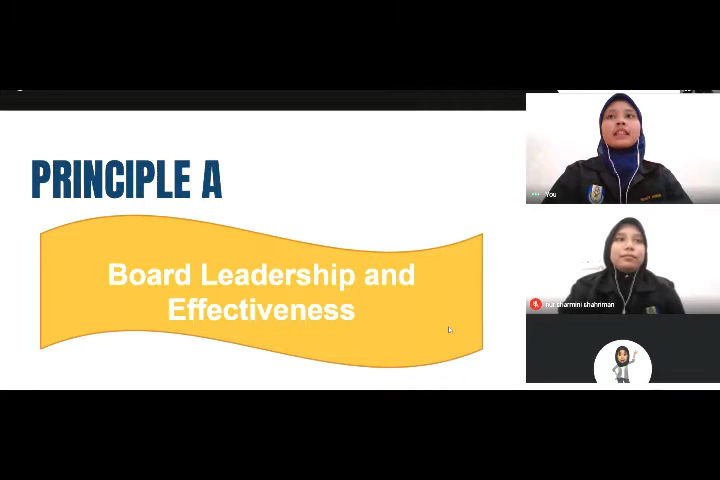 PRINCIPLE A
Board Leadership and
Effectiveness
You
nur sharmini shahriman